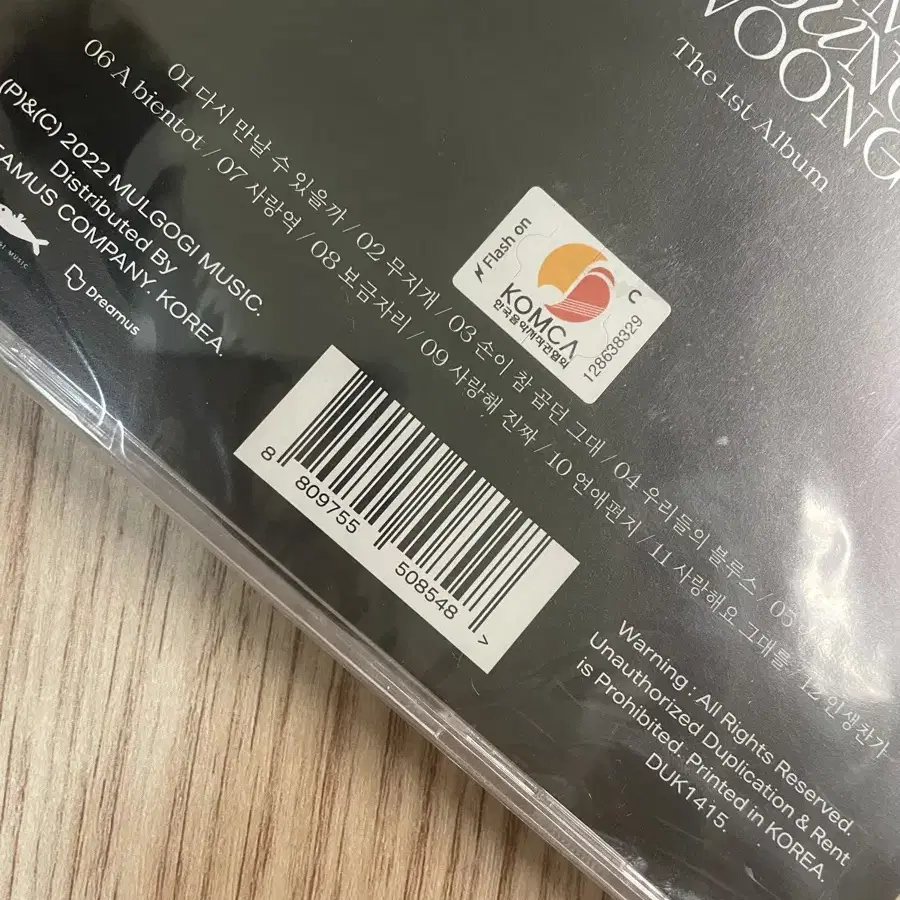 WOONG
The 1st Album
01 다시 만날 수 있을까 / 02 무지개 / 03 손이 참 곱던 그대 / 04 우리들의 블루스 / 05
06 A bientot / 07 사랑역 / 08 보금자리 / 09 사랑해 진짜 / 10 연애편지 / 11 사랑해요 그대를 / 12 인생찬가
(P)&(C) 2022 MULGOGI MUSIC.
Distributed By
COMPANY. KOREA.
MUSIC
Dreamus
Flash on
KOMCA
한국음악저작권협회
C
128638329
8 809755 508548 >
Warning : All Rights Reserved.
Unauthorized Duplication & Rent
is Prohibited. Printed in KOREA.
DUK1415.